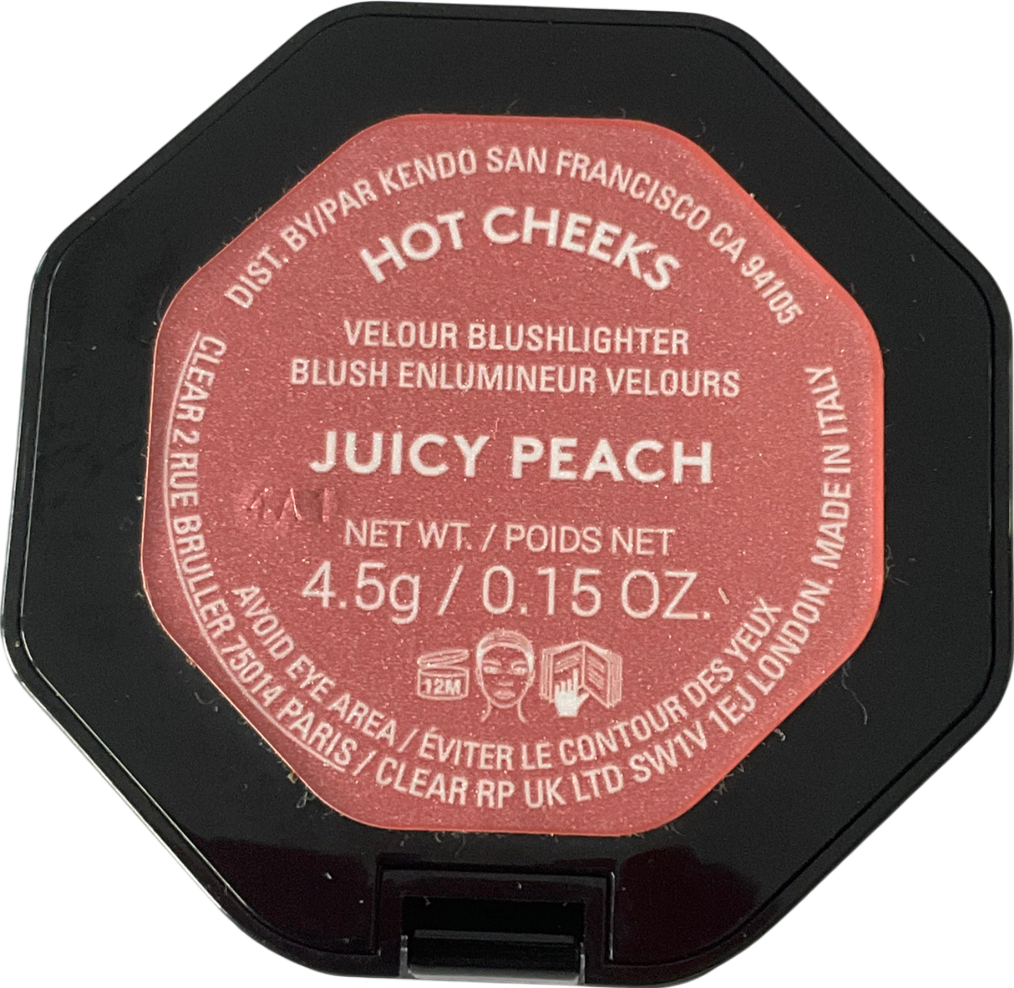 DIST. BY/PAR KENDO SAN FRANCISCO CA 94105
HOT CHEEKS
VELOUR BLUSHLIGHTER
BLUSH ENLUMINEUR VELOURS
JUICY PEACH
4A1
NET WT. / POIDS NET
4.5g / 0.15 OZ.
12M
AVOID EYE AREA / ÉVITER LE CONTOUR DES YEUX
CLEAR 2 RUE BRULLER 75014 PARIS / CLEAR RP UK LTD SW1V 1EJ LONDON. MADE IN ITALY